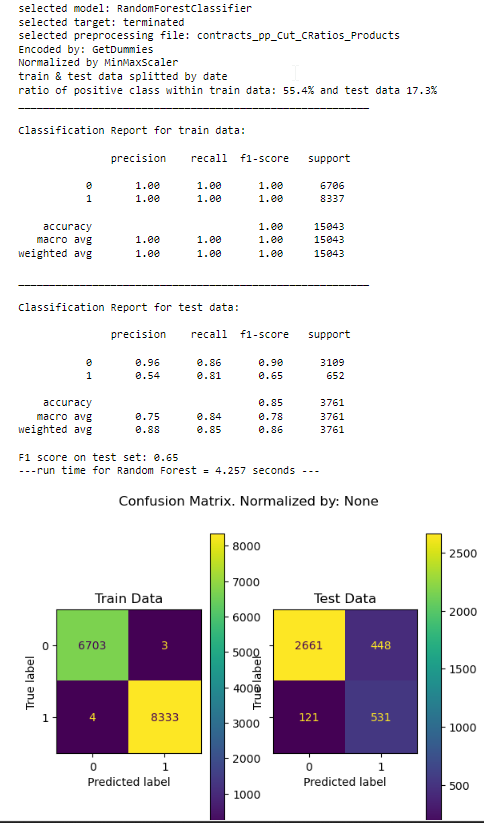 selected model: RandomForestClassifier
selected target: terminated
selected preprocessing file: contracts_pp_Cut_CRatios_Products
Encoded by: GetDummies
Normalized by MinMaxScaler
train & test data splitted by date
ratio of positive class within train data: 55.4% and test data 17.3%
Classification Report for train data:
precision recall f1-score support
0 1.00 1.00 1.00 6706
1 1.00 1.00 1.00 8337
accuracy 1.00 15043
macro avg 1.00 1.00 1.00 15043
weighted avg 1.00 1.00 1.00 15043
Classification Report for test data:
precision recall f1-score support
0 0.96 0.86 0.90 3109
1 0.54 0.81 0.65 652
accuracy 0.85 3761
macro avg 0.75 0.84 0.78 3761
weighted avg 0.88 0.85 0.86 3761
F1 score on test set: 0.65
---run time for Random Forest = 4.257 seconds ---
Confusion Matrix. Normalized by: None
Train Data
True label
0
1
6703 3
4 8333
0 1
Predicted label
8000
7000
6000
5000
4000
3000
2000
1000
Test Data
True label
2661 448
121 531
0 1
Predicted label
2500
2000
1500
1000
500